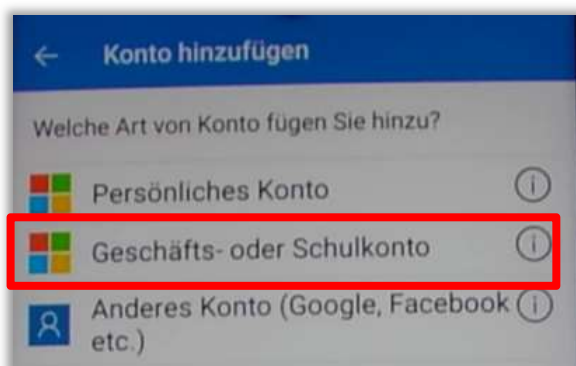 ← Konto hinzufügen
Welche Art von Konto fügen Sie hinzu?
Persönliches Konto
Geschäfts- oder Schulkonto
Anderes Konto (Google, Facebook
etc.)